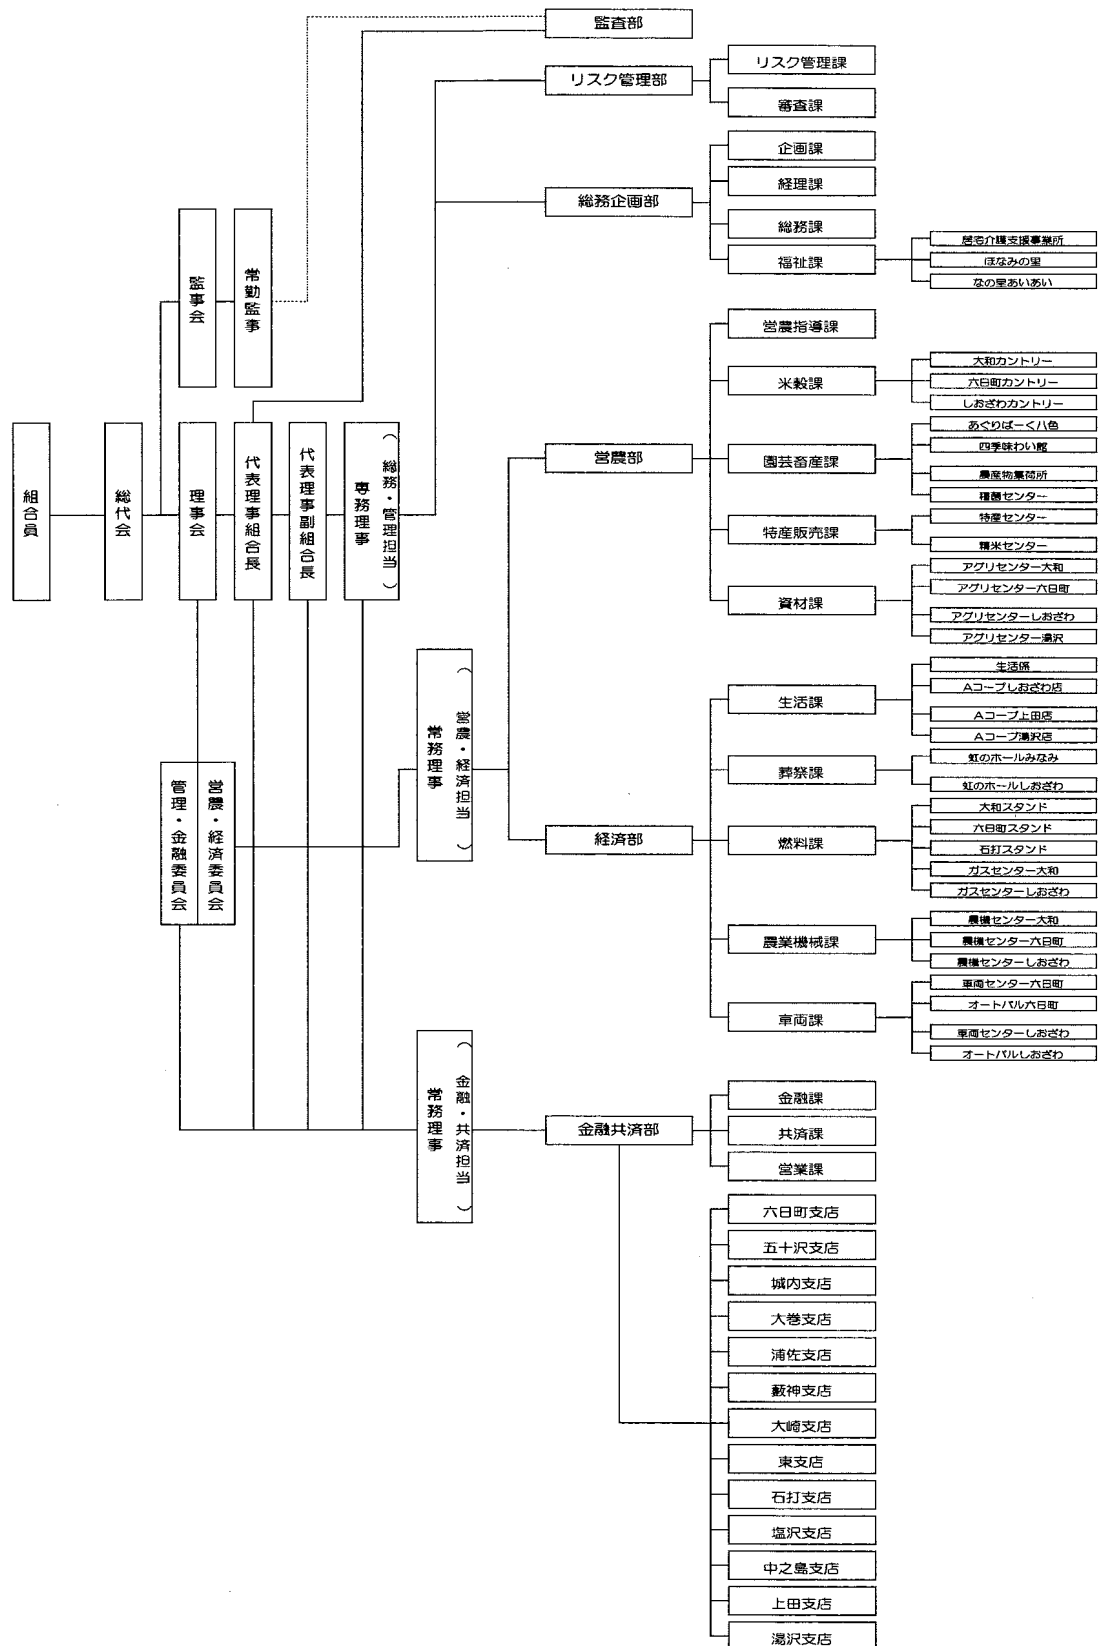 監査部
リスク管理部
リスク管理課
審査課
総務企画部
企画課
経理課
総務課
福祉課
居宅介護支援事業所
ほなみの里
なの里あいあい
監事会
常勤監事
組合員
総代会
理事会
代表理事組合長
代表理事副組合長
専務理事
（総務・管理担当）
営農部
営農指導課
米穀課
大和カントリー
六日町カントリー
しおざわカントリー
園芸畜産課
あぐりぱーく八色
四季味わい館
農産物集荷所
種菌センター
特産販売課
特産センター
精米センター
資材課
アグリセンター大和
アグリセンター六日町
アグリセンターしおざわ
アグリセンター湯沢
管理・金融委員会
営農・経済委員会
常務理事
（営農・経済担当）
経済部
生活課
生活係
Aコープしおざわ店
Aコープ上田店
Aコープ湯沢店
葬祭課
虹のホールみなみ
虹のホールしおざわ
燃料課
大和スタンド
六日町スタンド
石打スタンド
ガスセンター大和
ガスセンターしおざわ
農業機械課
農機センター大和
農機センター六日町
農機センターしおざわ
車両課
車両センター六日町
オートパル六日町
車両センターしおざわ
オートパルしおざわ
常務理事
（金融・共済担当）
金融共済部
金融課
共済課
営業課
六日町支店
五十沢支店
城内支店
大巻支店
浦佐支店
藪神支店
大崎支店
東支店
石打支店
塩沢支店
中之島支店
上田支店
湯沢支店